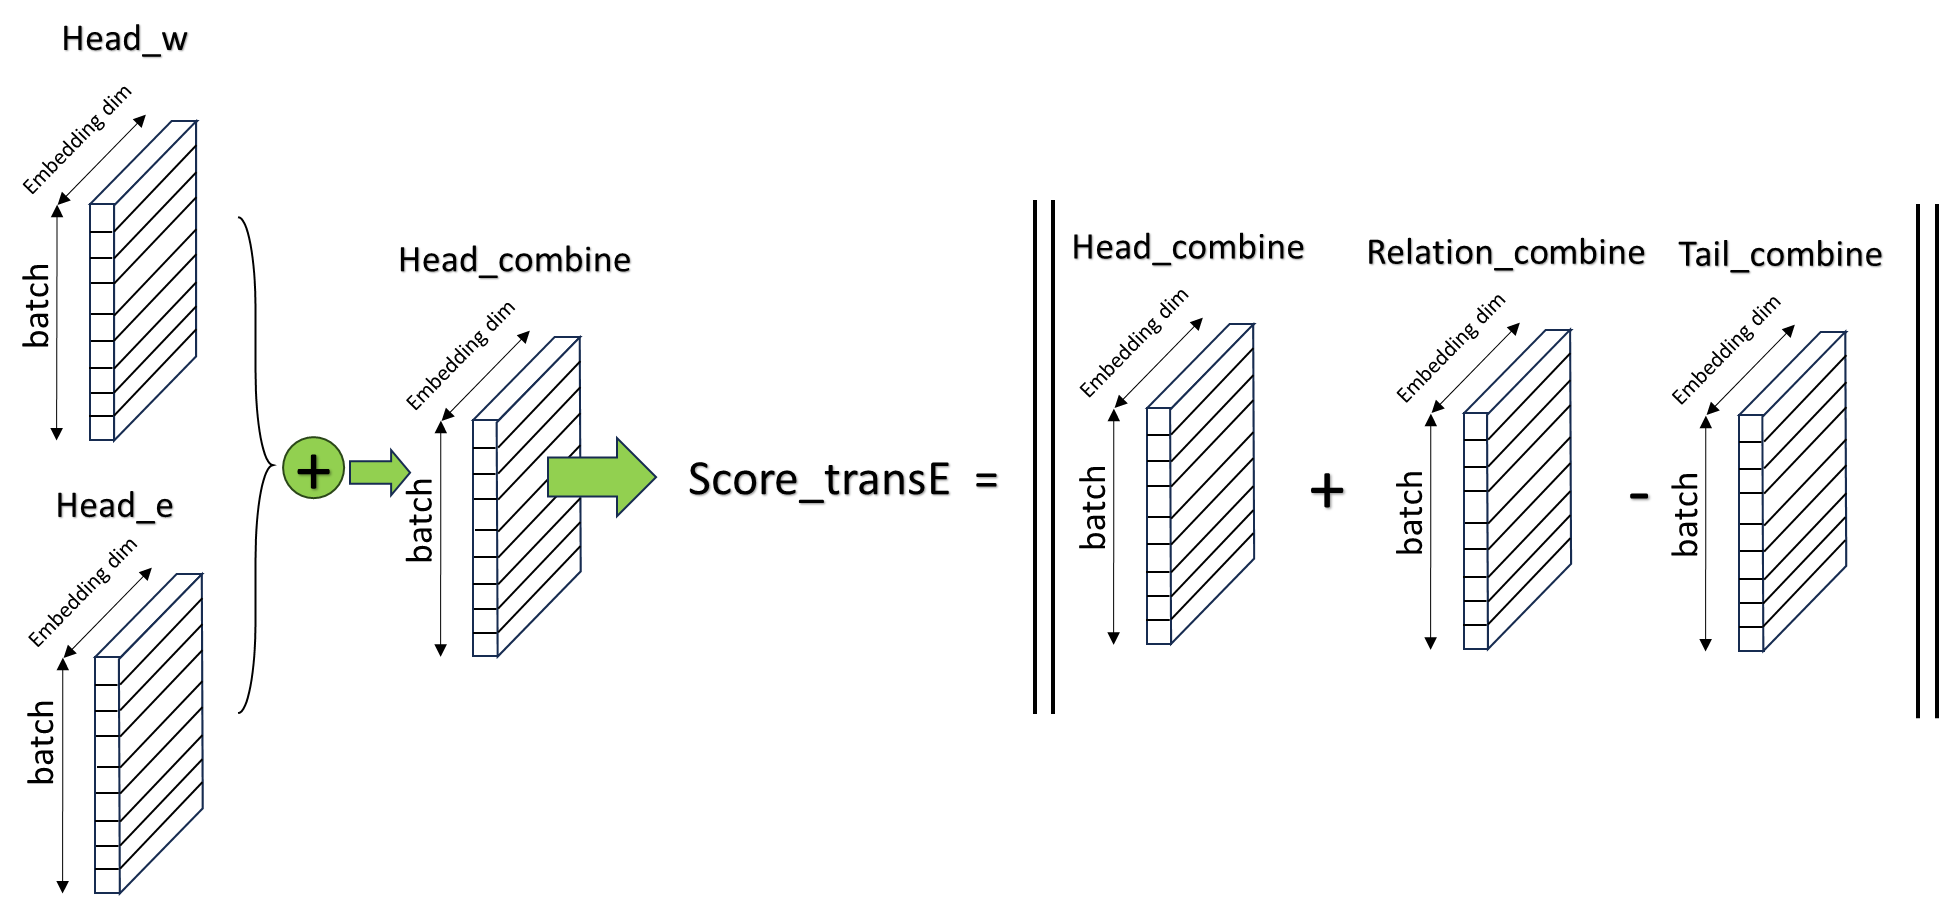 Head_w
Embedding dim
batch
Head_e
Embedding dim
batch
+
Head_combine
Embedding dim
batch
Score_transE =
Head_combine
Embedding dim
batch
+
Relation_combine
Embedding dim
batch
-
Tail_combine
Embedding dim
batch